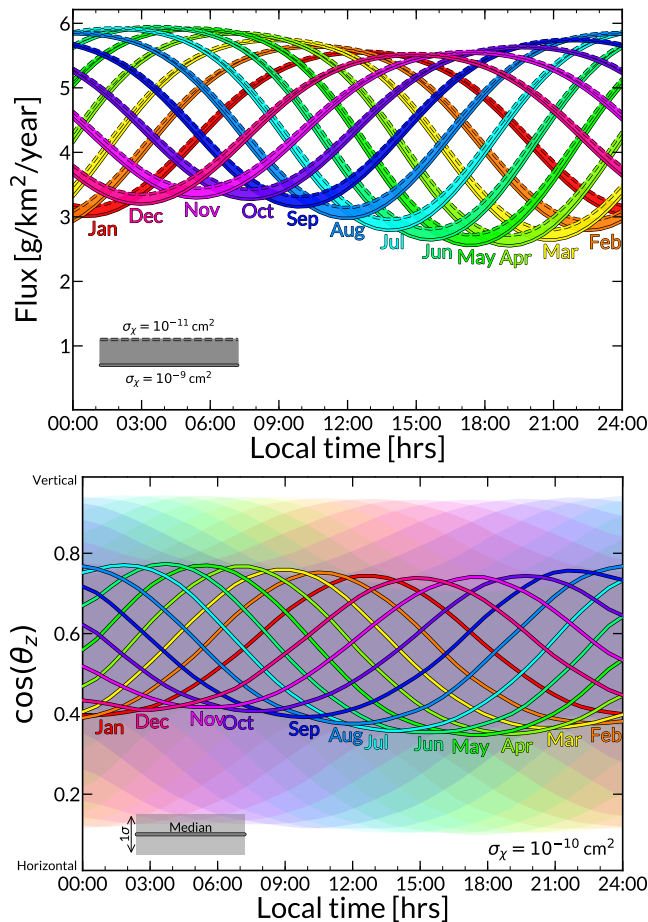 Flux [g/km²/year]
6
5
4
3
2
1
Jan
Dec
Nov
Oct
Sep
Aug
Jul
Jun
May
Apr
Mar
Feb
σχ = 10⁻¹¹ cm²
σχ = 10⁻⁹ cm²
00:00 03:00 06:00 09:00 12:00 15:00 18:00 21:00 24:00
Local time [hrs]
Vertical
cos(θz)
0.8
0.6
0.4
0.2
Jan
Dec
Nov
Oct
Sep
Aug
Jul
Jun
May
Apr
Mar
Feb
1σ
Median
σχ = 10⁻¹⁰ cm²
Horizontal
00:00 03:00 06:00 09:00 12:00 15:00 18:00 21:00 24:00
Local time [hrs]